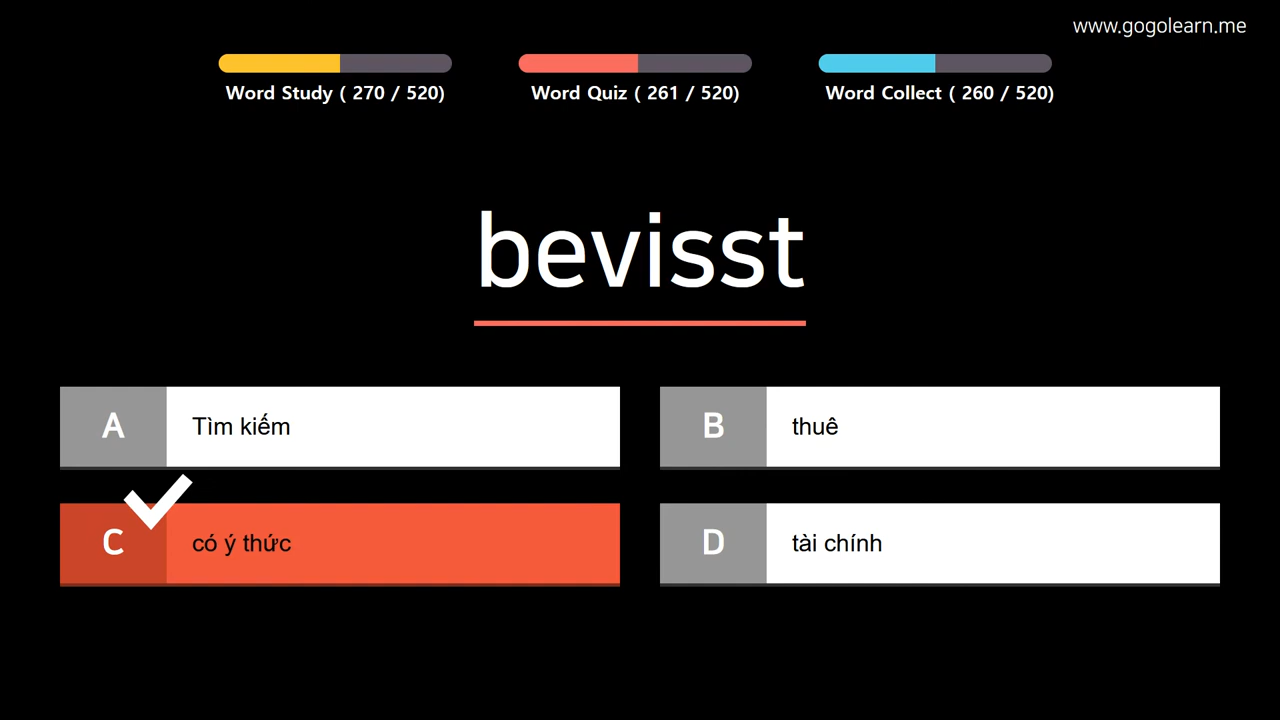 www.gogolearn.me
Word Study ( 270 / 520)
Word Quiz ( 261 / 520)
Word Collect ( 260 / 520)
bevisst
A Tìm kiếm
B thuê
C có ý thức
D tài chính